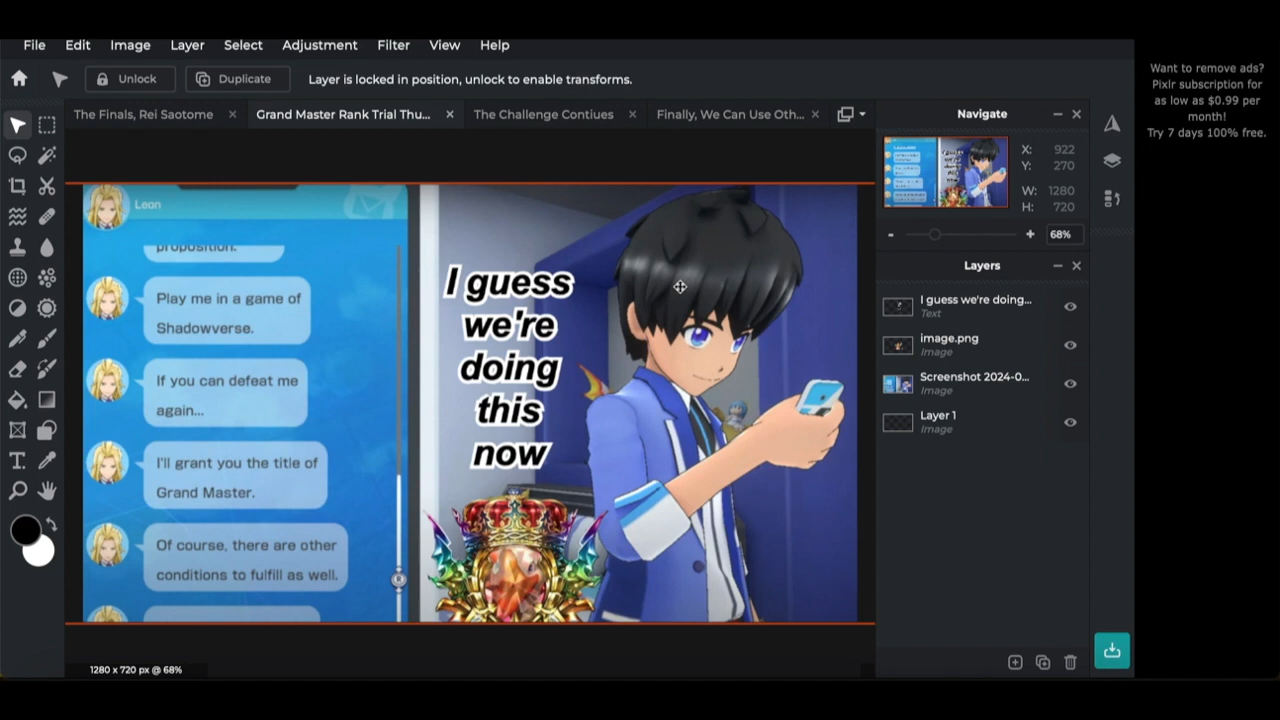 File Edit Image Layer Select Adjustment Filter View Help
Unlock Duplicate Layer is locked in position, unlock to enable transforms.
The Finals, Rei Saotome Grand Master Rank Trial Thu... The Challenge Contiues Finally, We Can Use Oth...
Want to remove ads?
Pixlr subscription for
as low as $0.99 per
month!
Try 7 days 100% free.
Leon
proposition.
Play me in a game of
Shadowverse.
If you can defeat me
again...
I'll grant you the title of
Grand Master.
Of course, there are other
conditions to fulfill as well.
I guess
we're
doing
this
now
Navigate
X: 922
Y: 270
W: 1280
H: 720
- + 68%
Layers
I guess we're doing...
Text
image.png
Image
Screenshot 2024-0...
Image
Layer 1
Image
1280 x 720 px @ 68%